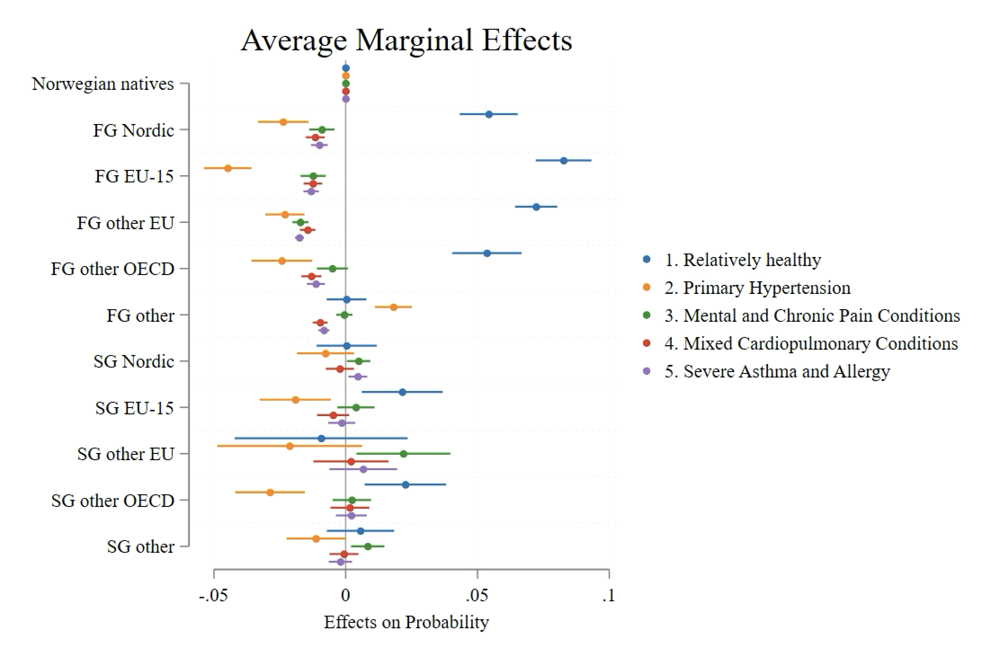 Average Marginal Effects
Norwegian natives
FG Nordic
FG EU-15
FG other EU
FG other OECD
FG other
SG Nordic
SG EU-15
SG other EU
SG other OECD
SG other
-.05 0 .05 .1
Effects on Probability
1. Relatively healthy
2. Primary Hypertension
3. Mental and Chronic Pain Conditions
4. Mixed Cardiopulmonary Conditions
5. Severe Asthma and Allergy